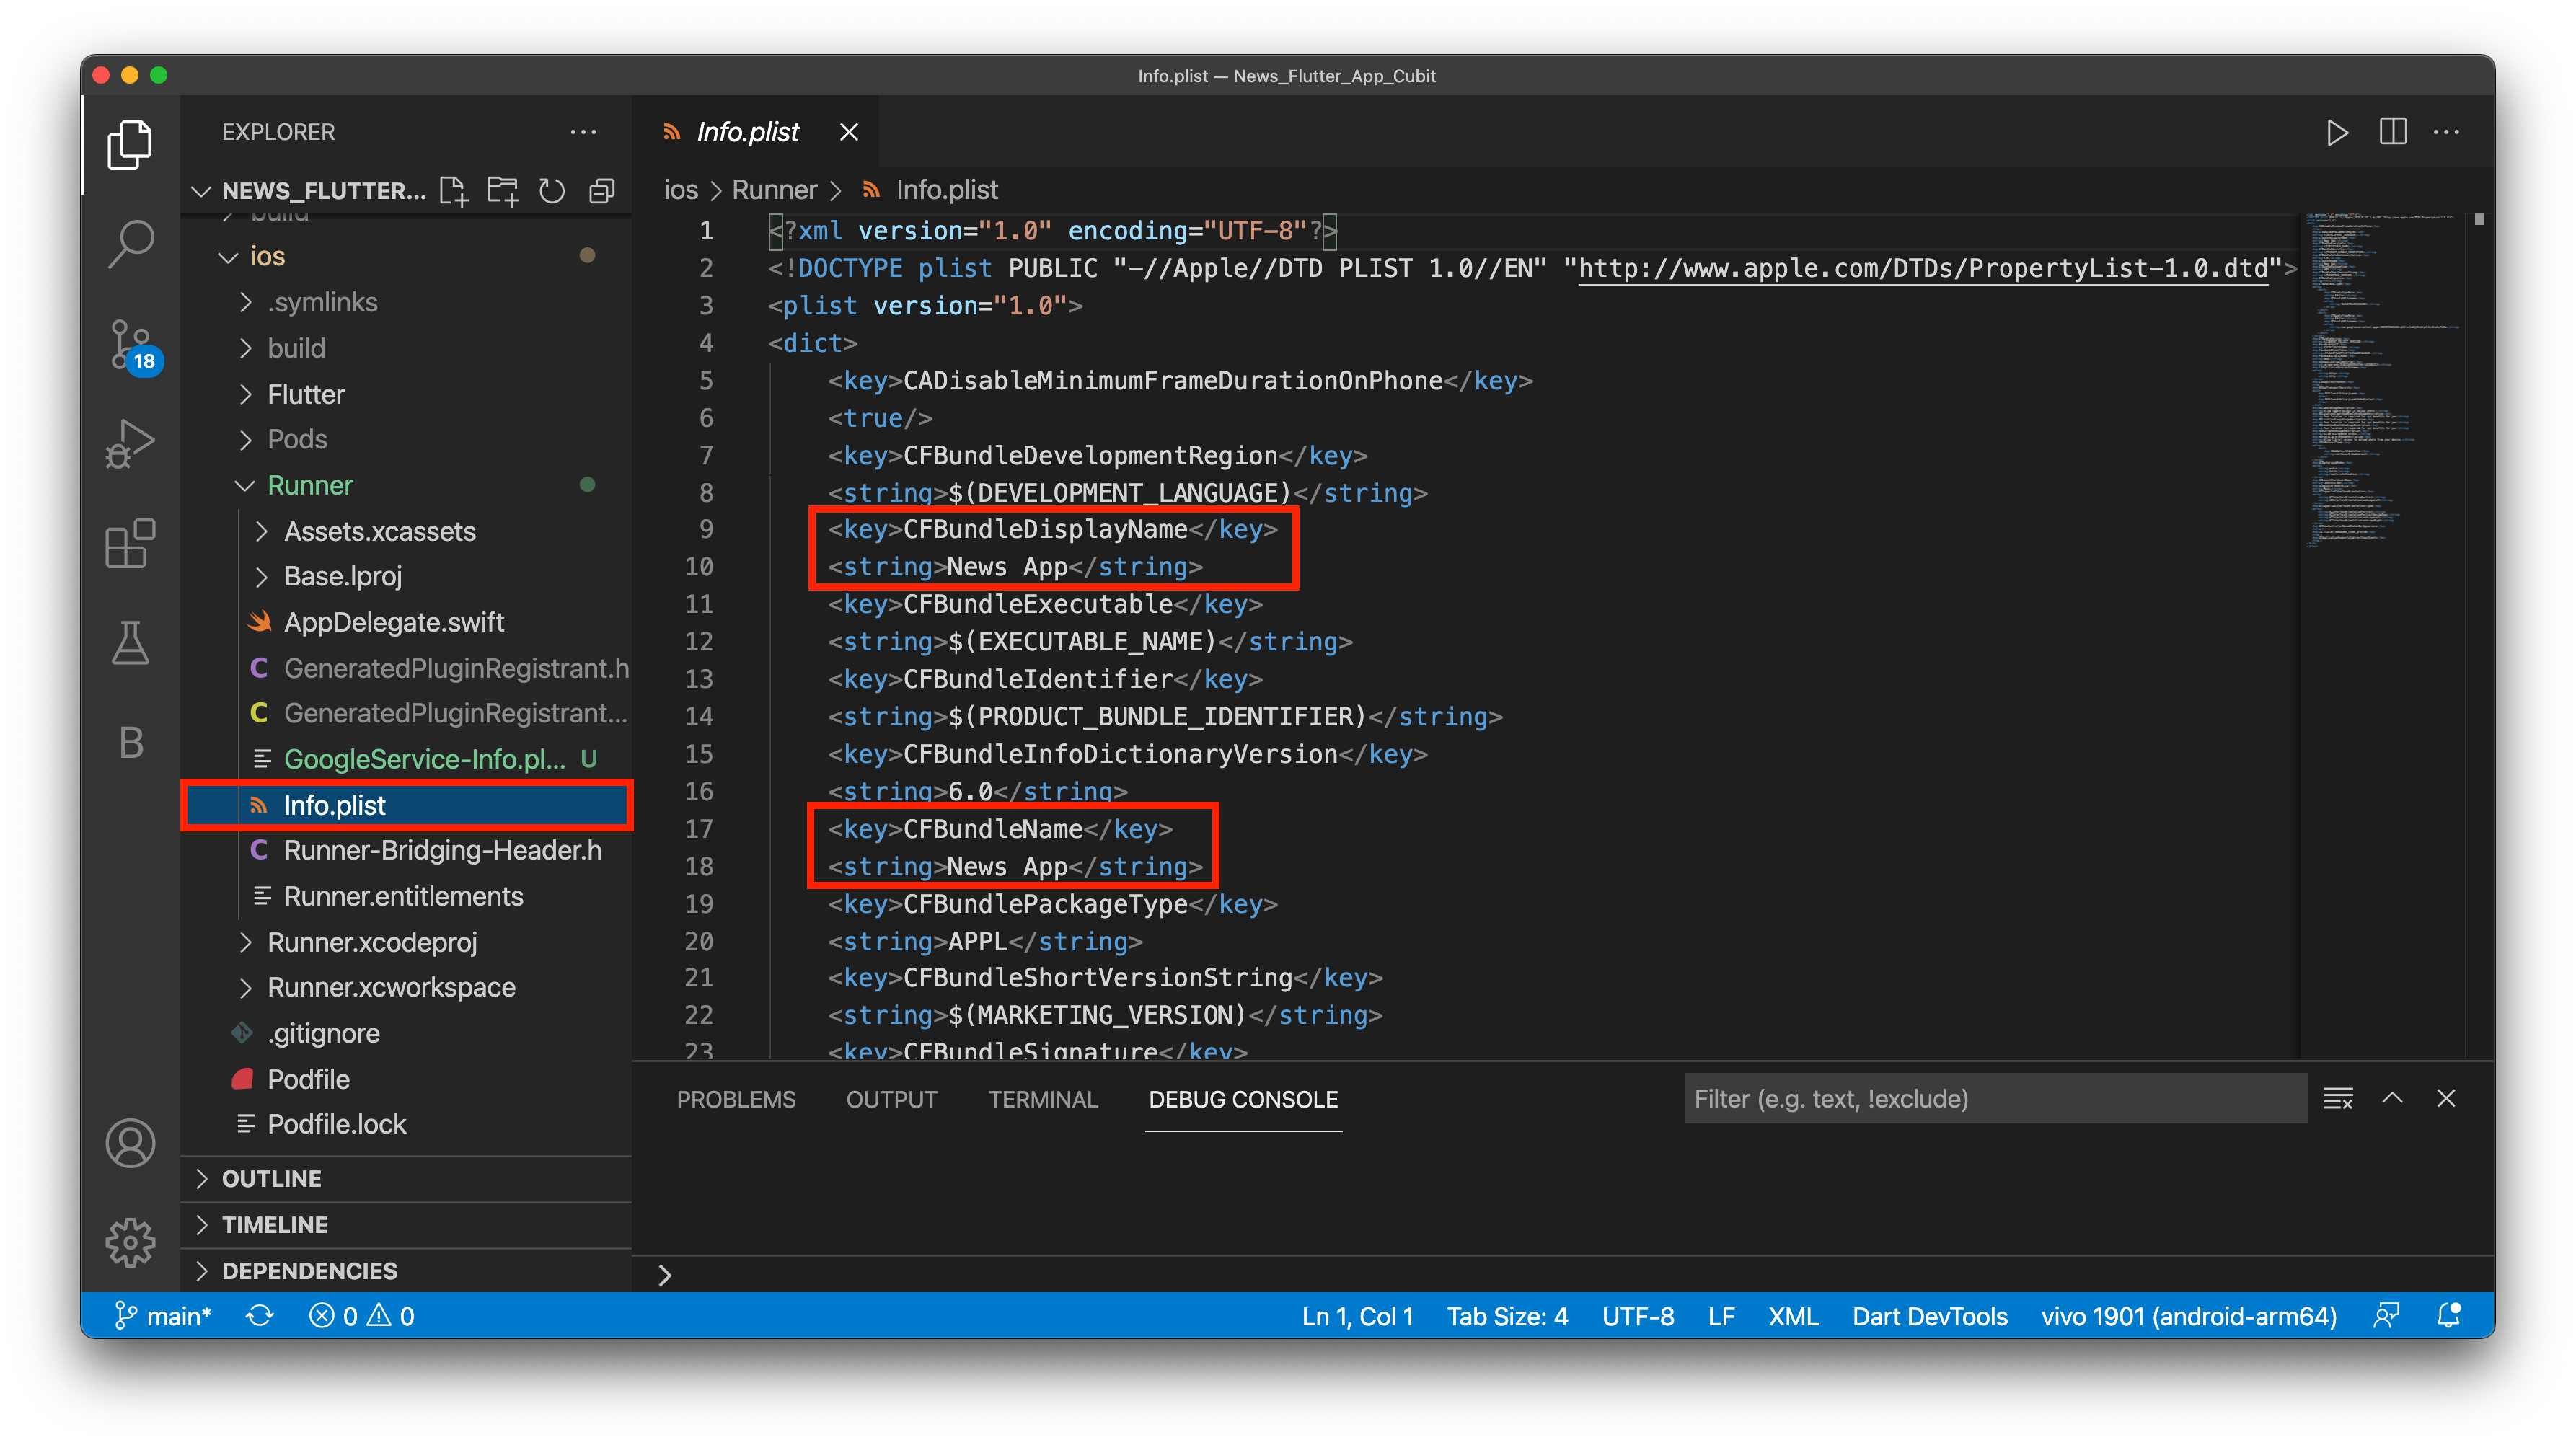 Info.plist — News_Flutter_App_Cubit
EXPLORER
NEWS_FLUTTER...
build
ios
.symlinks
build
Flutter
Pods
Runner
Assets.xcassets
Base.lproj
AppDelegate.swift
C GeneratedPluginRegistrant.h
C GeneratedPluginRegistrant...
GoogleService-Info.pl... U
Info.plist
C Runner-Bridging-Header.h
Runner.entitlements
Runner.xcodeproj
Runner.xcworkspace
.gitignore
Podfile
Podfile.lock
OUTLINE
TIMELINE
DEPENDENCIES
18
B
Info.plist
ios > Runner > Info.plist
1 <?xml version="1.0" encoding="UTF-8"?>
2 <!DOCTYPE plist PUBLIC "-//Apple//DTD PLIST 1.0//EN" "http://www.apple.com/DTDs/PropertyList-1.0.dtd">
3 <plist version="1.0">
4 <dict>
5 <key>CADisableMinimumFrameDurationOnPhone</key>
6 <true/>
7 <key>CFBundleDevelopmentRegion</key>
8 <string>$(DEVELOPMENT_LANGUAGE)</string>
9 <key>CFBundleDisplayName</key>
10 <string>News App</string>
11 <key>CFBundleExecutable</key>
12 <string>$(EXECUTABLE_NAME)</string>
13 <key>CFBundleIdentifier</key>
14 <string>$(PRODUCT_BUNDLE_IDENTIFIER)</string>
15 <key>CFBundleInfoDictionaryVersion</key>
16 <string>6.0</string>
17 <key>CFBundleName</key>
18 <string>News App</string>
19 <key>CFBundlePackageType</key>
20 <string>APPL</string>
21 <key>CFBundleShortVersionString</key>
22 <string>$(MARKETING_VERSION)</string>
23 <key>CFBundleSignature</key>
PROBLEMS OUTPUT TERMINAL DEBUG CONSOLE
Filter (e.g. text, !exclude)
main* 0 0 Ln 1, Col 1 Tab Size: 4 UTF-8 LF XML Dart DevTools vivo 1901 (android-arm64)